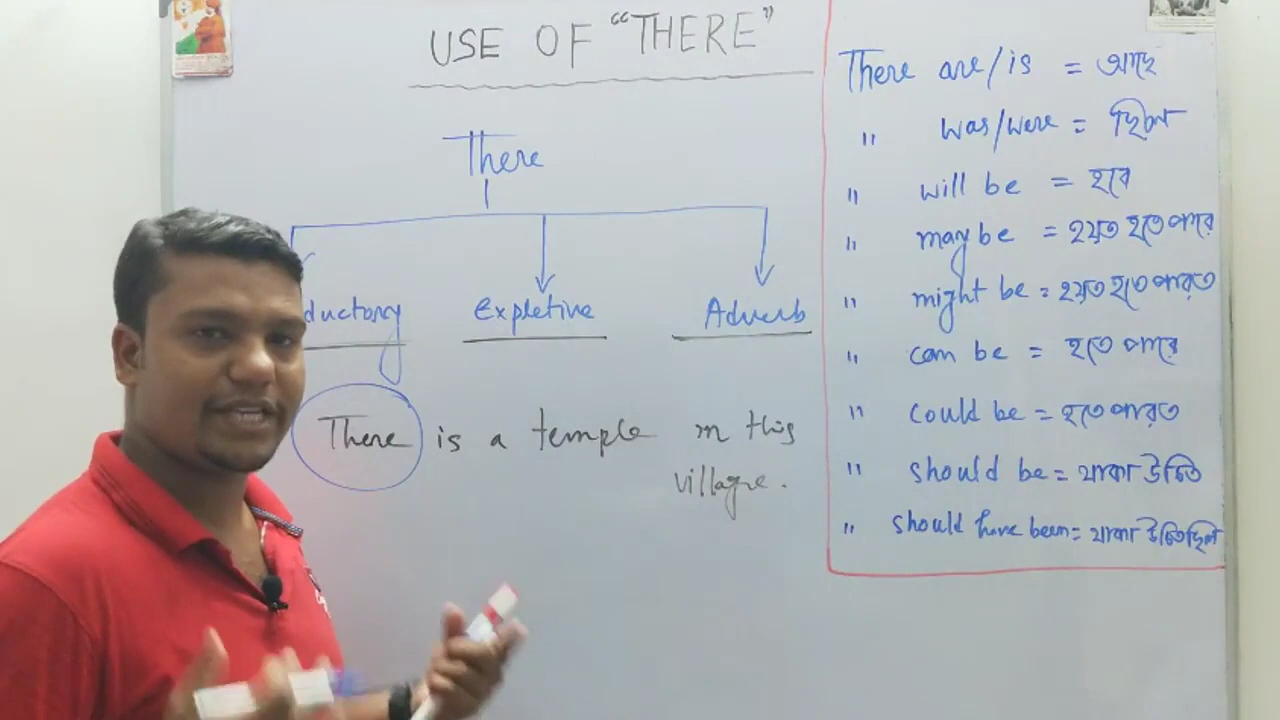 USE OF "THERE"
There
ductory Expletive Adverb
There is a temple in this
village.
There are/is = আছে
" was/were = ছিল
" will be = হবে
" may be = হয়ত হতে পারে
" might be = হয়ত হতে পারত
" can be = হতে পারে
" could be = হতে পারত
" should be = থাকা উচিত
" should have been = থাকা উচিত ছিল